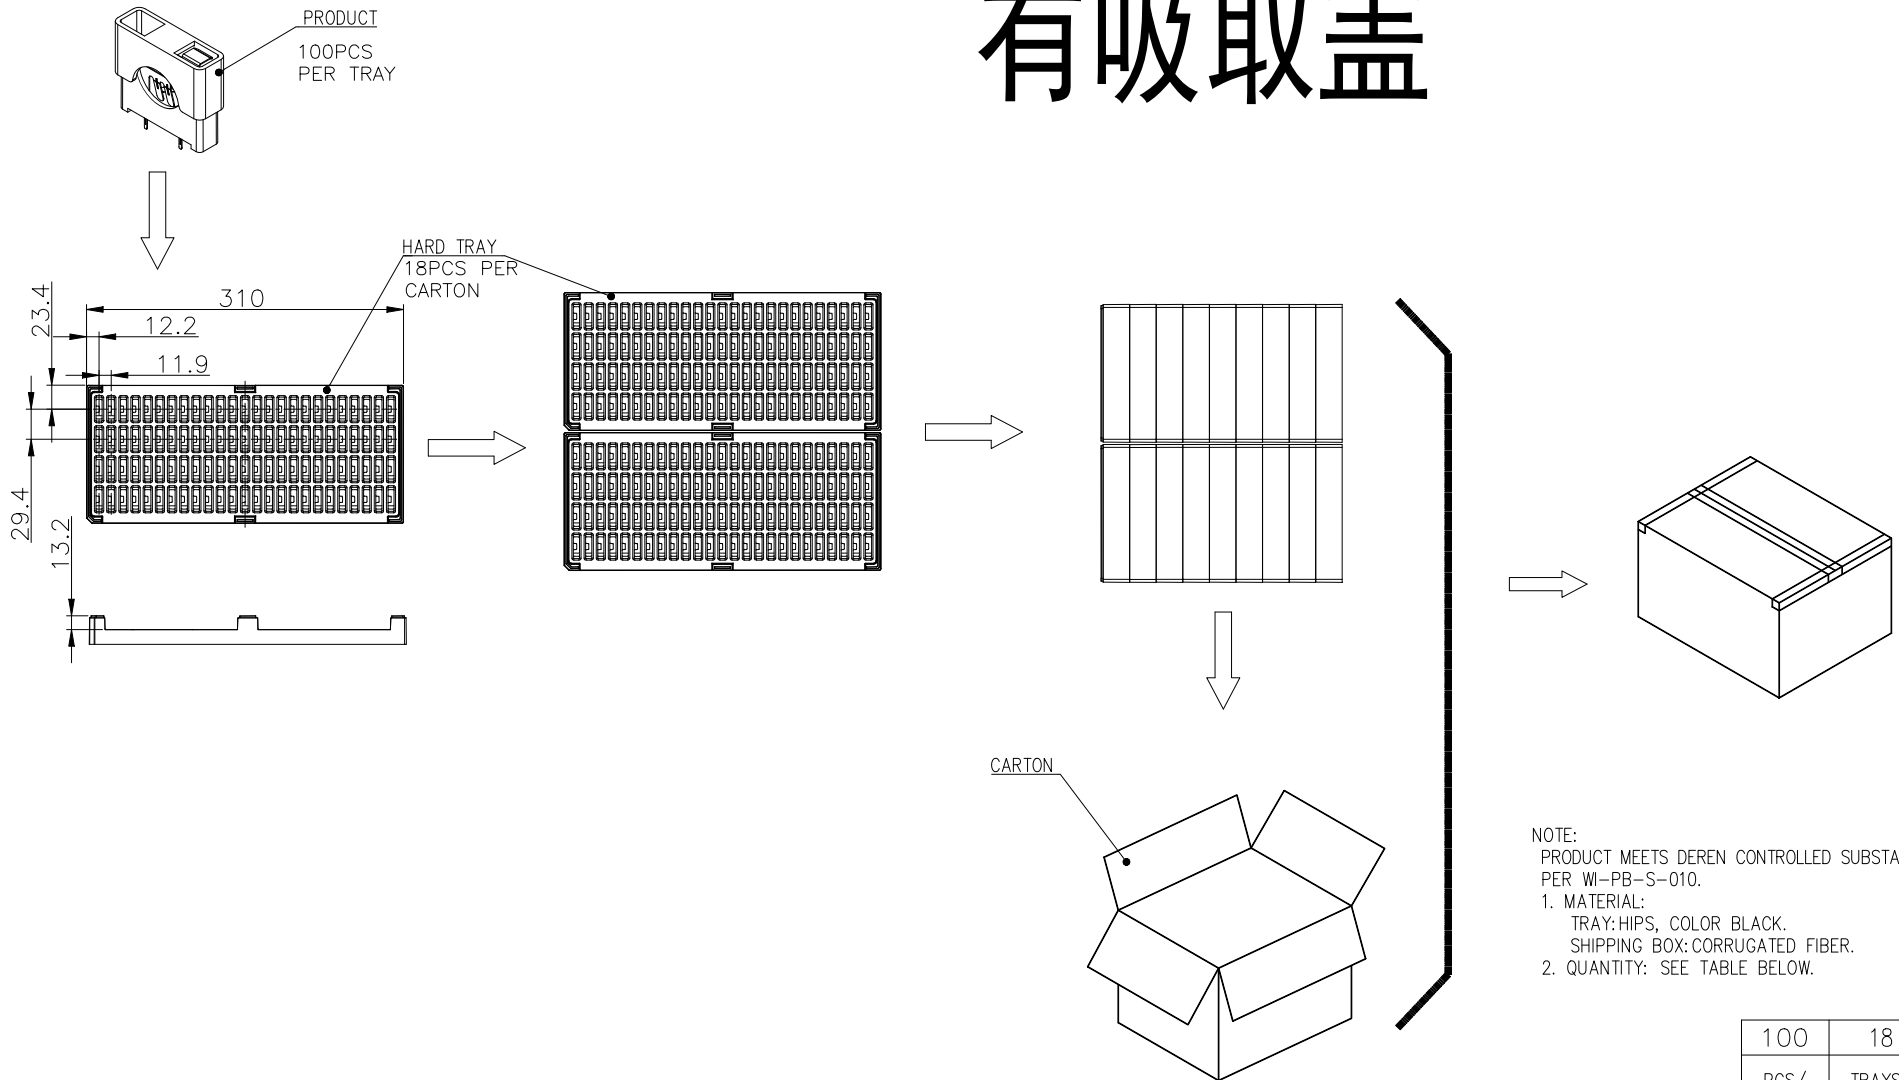 有吸取盖
PRODUCT
100PCS
PER TRAY
HARD TRAY
18PCS PER
CARTON
310
23.4
12.2
11.9
29.4
13.2
CARTON
NOTE:
PRODUCT MEETS DEREN CONTROLLED SUBSTA
PER WI-PB-S-010.
1. MATERIAL:
TRAY:HIPS, COLOR BLACK.
SHIPPING BOX:CORRUGATED FIBER.
2. QUANTITY: SEE TABLE BELOW.
100 18
PCS/ TRAYS